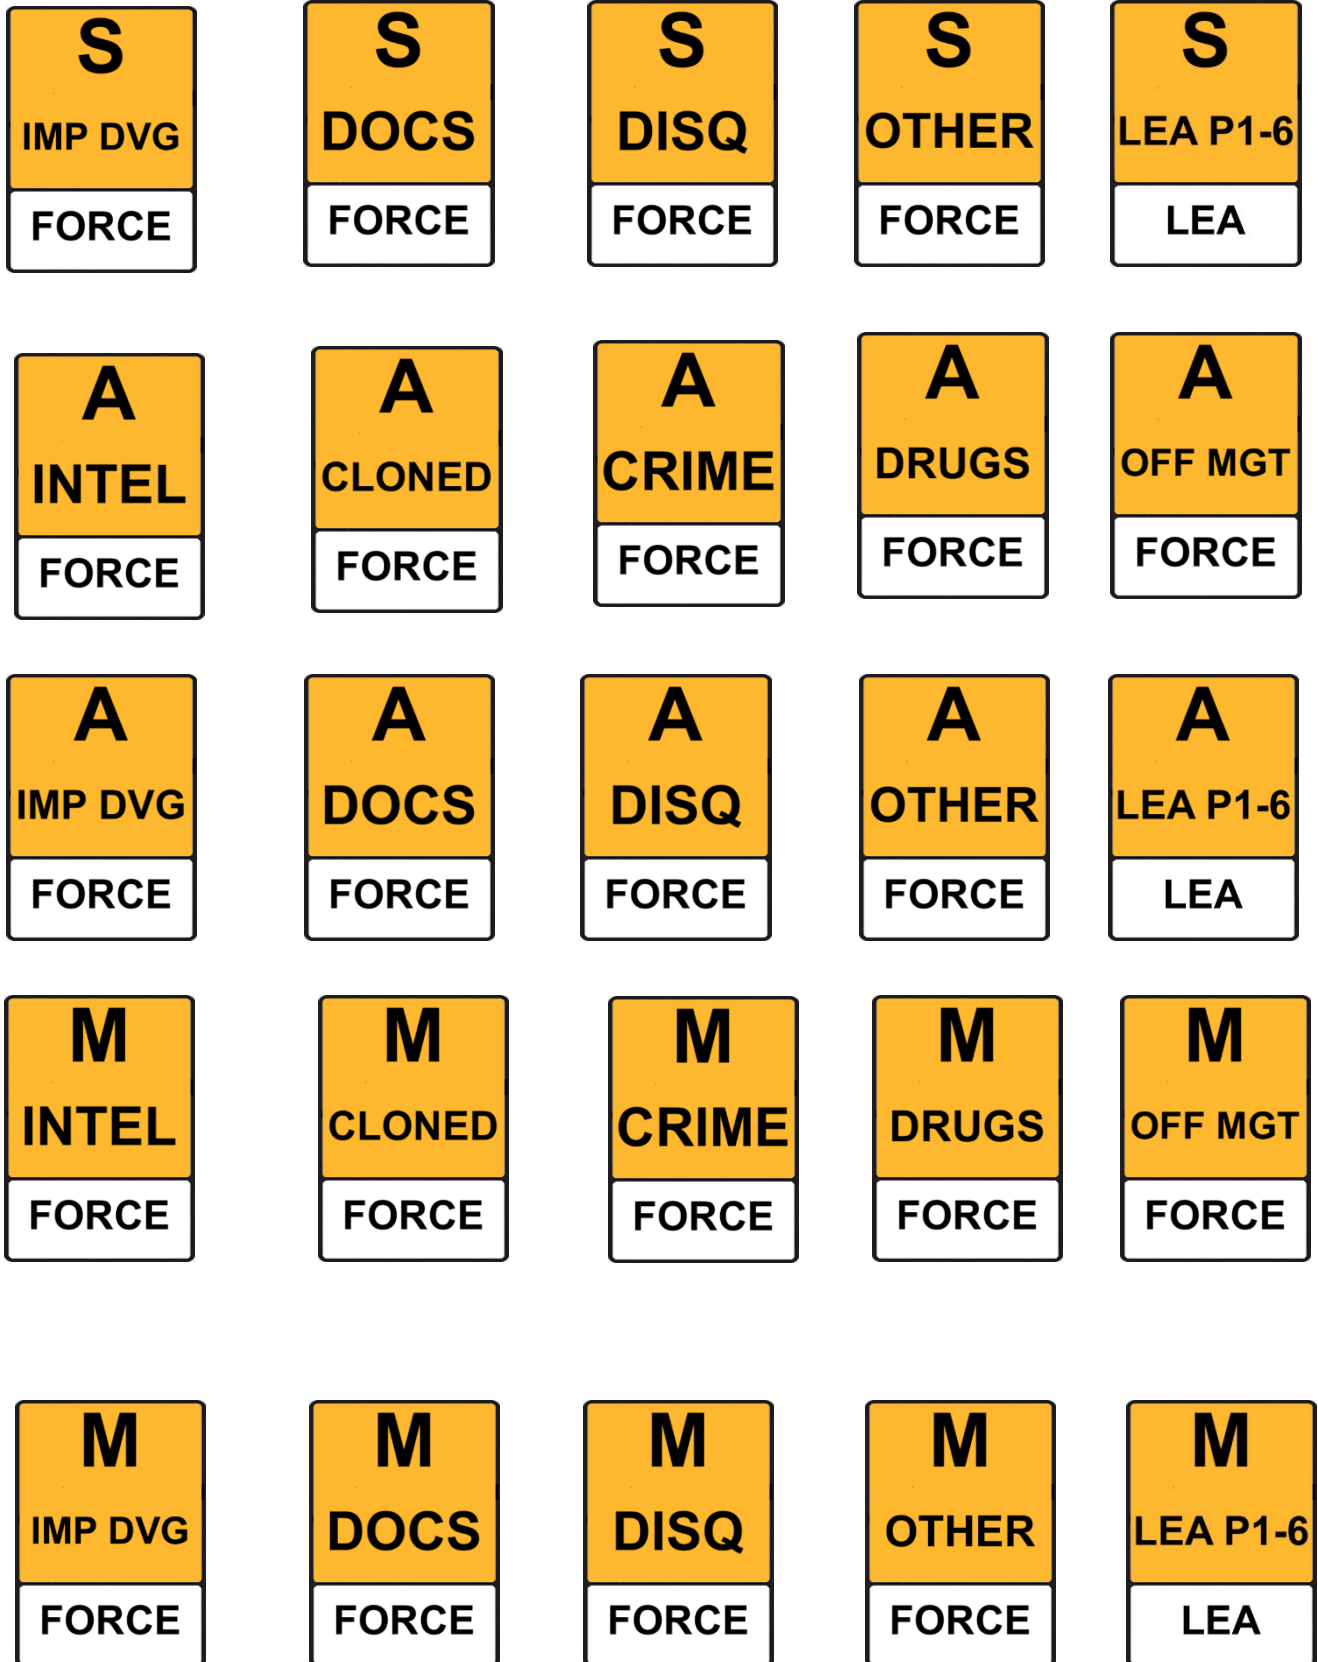 S S S S S
IMP DVG DOCS DISQ OTHER LEA P1-6
FORCE FORCE FORCE FORCE LEA
A A A A A
INTEL CLONED CRIME DRUGS OFF MGT
FORCE FORCE FORCE FORCE FORCE
A A A A A
IMP DVG DOCS DISQ OTHER LEA P1-6
FORCE FORCE FORCE FORCE LEA
M M M M M
INTEL CLONED CRIME DRUGS OFF MGT
FORCE FORCE FORCE FORCE FORCE
M M M M M
IMP DVG DOCS DISQ OTHER LEA P1-6
FORCE FORCE FORCE FORCE LEA